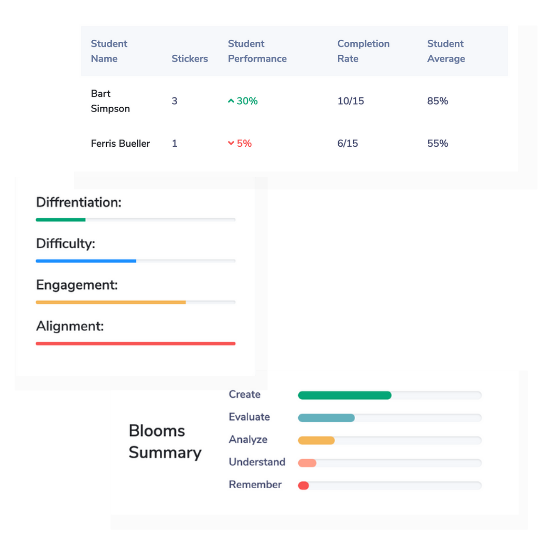 Student Name Stickers Student Performance Completion Rate Student Average
Bart Simpson 3 30% 10/15 85%
Ferris Bueller 1 5% 6/15 55%
Diffrentiation:
Difficulty:
Engagement:
Alignment:
Blooms Summary
Create
Evaluate
Analyze
Understand
Remember